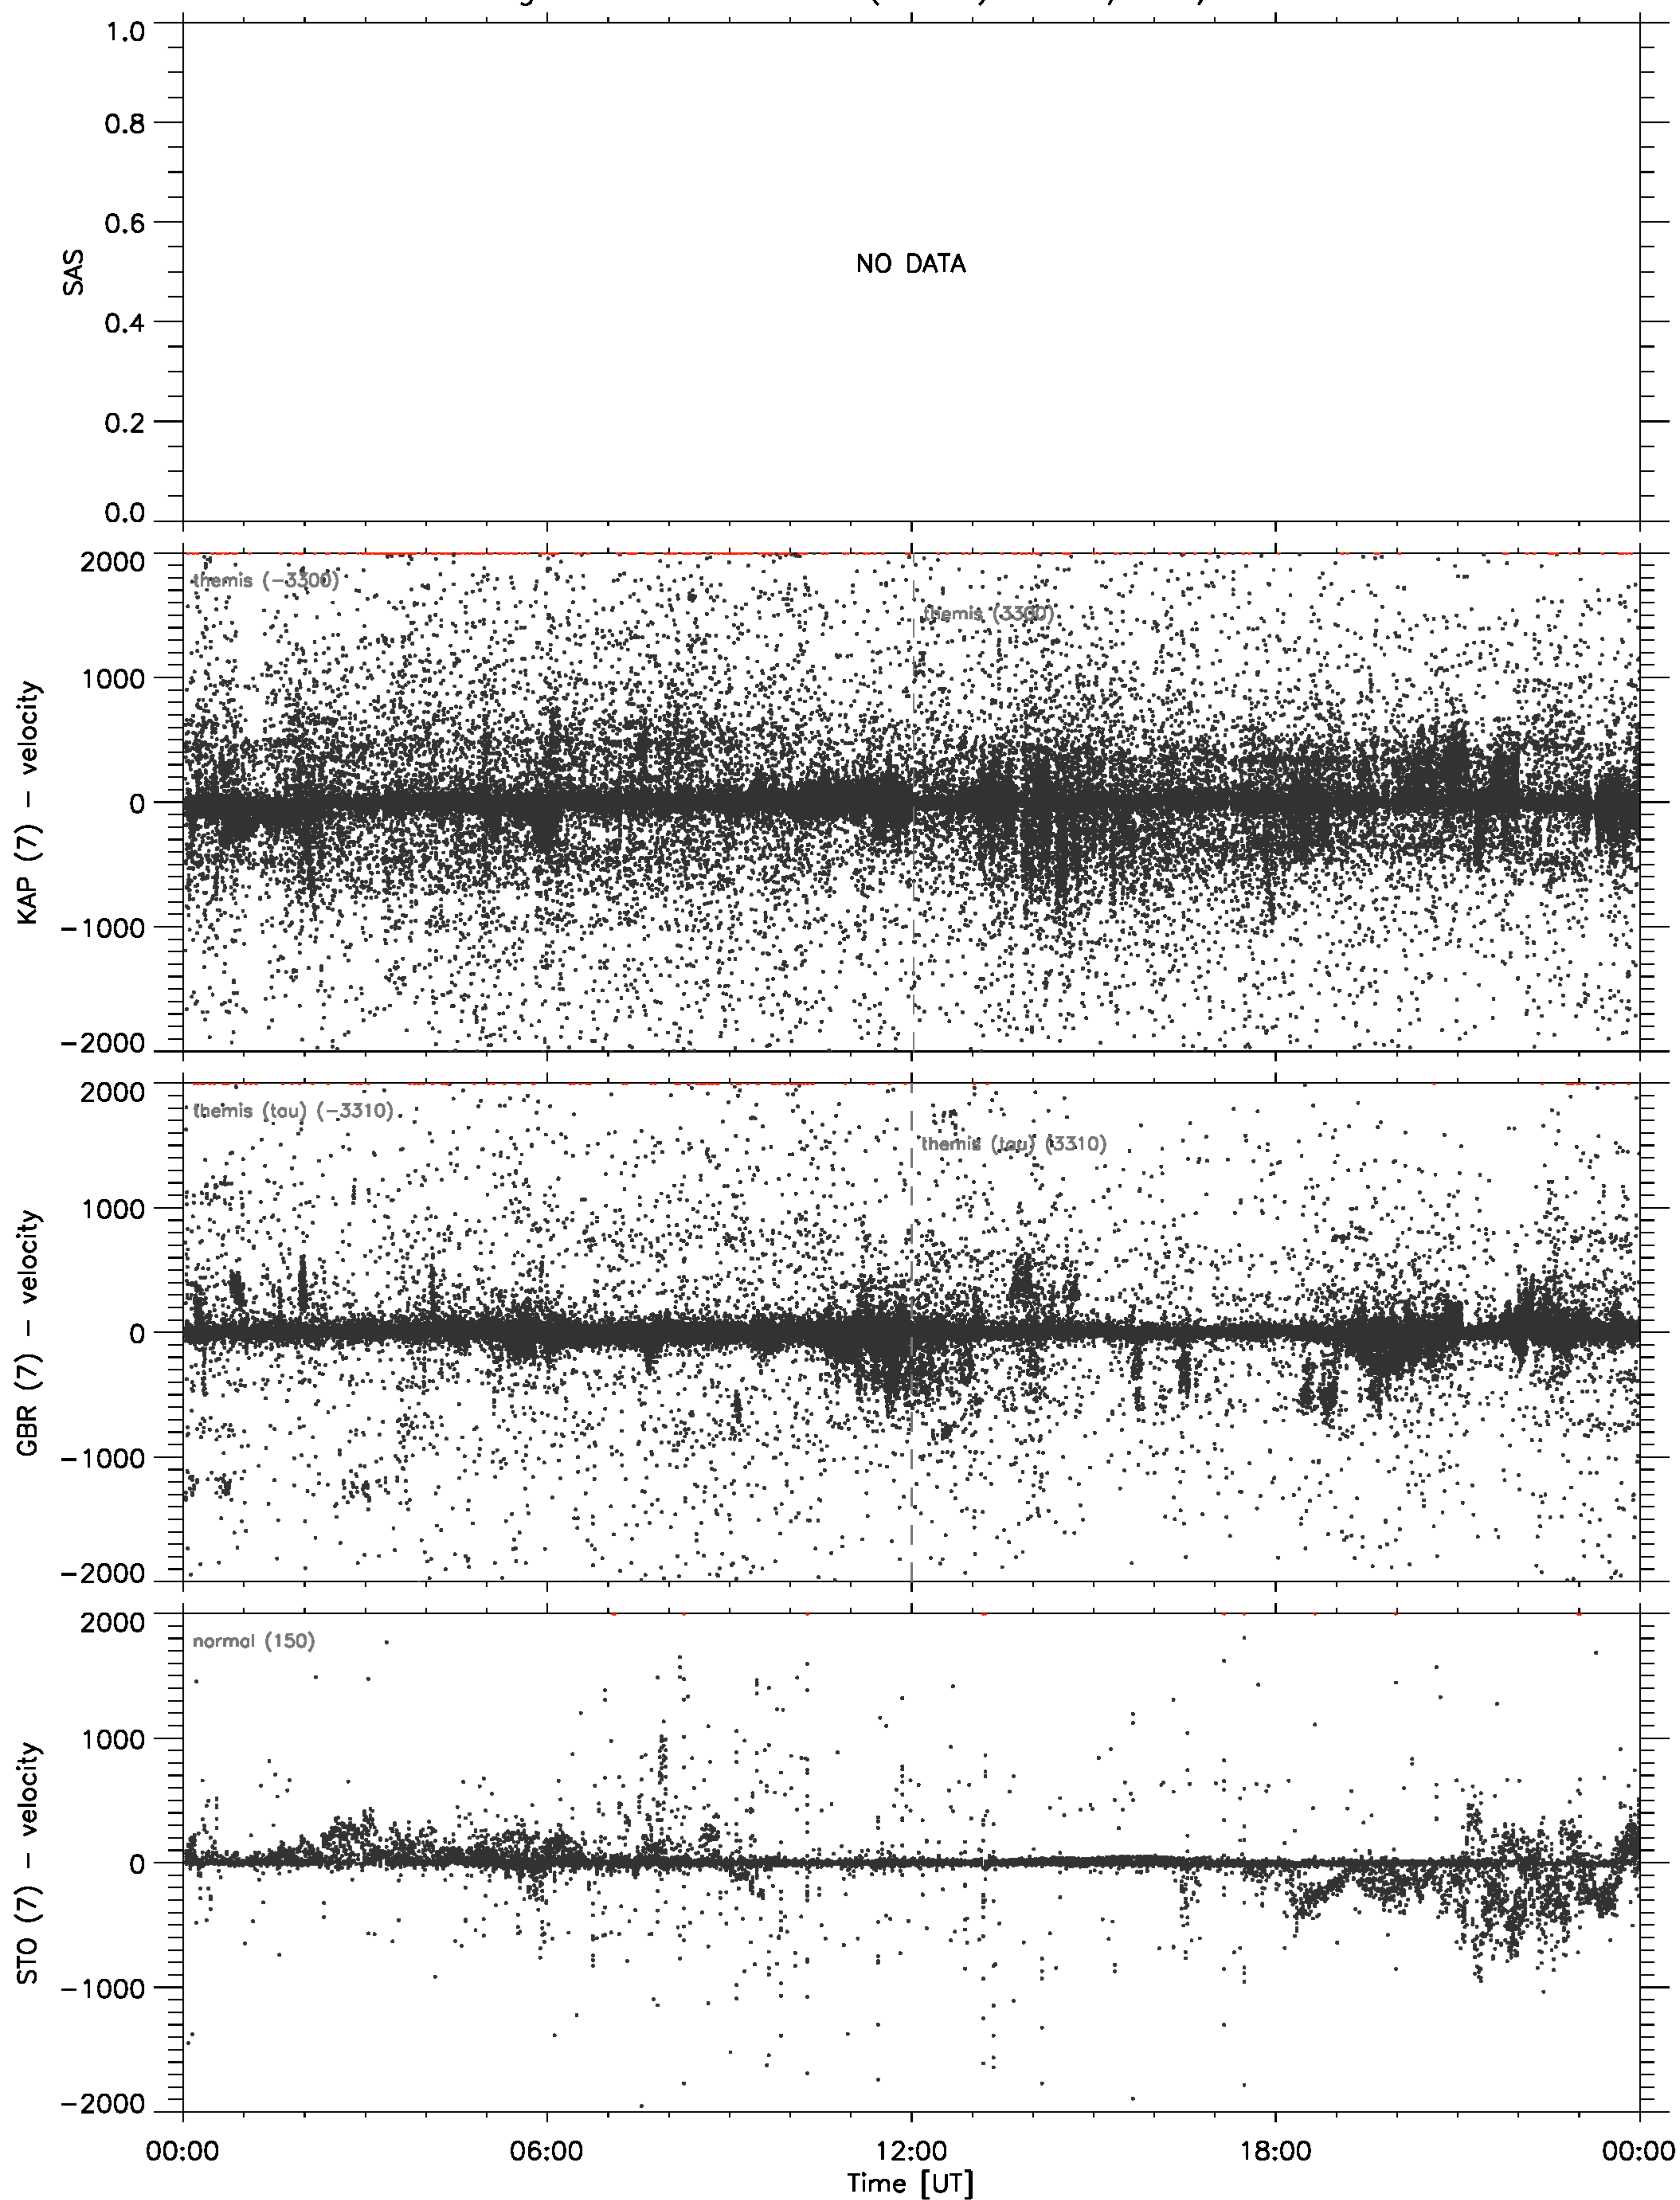 1.0
0.8
0.6
0.4
0.2
0.0
SAS
NO DATA
2000
1000
0
−1000
−2000
KAP (7) − velocity
themis (−3300)
themis (3300)
2000
1000
0
−1000
−2000
GBR (7) − velocity
themis (tau) (−3310)
themis (tau) (3310)
2000
1000
0
−1000
−2000
STO (7) − velocity
normal (150)
00:00 06:00 12:00 18:00 00:00
Time [UT]